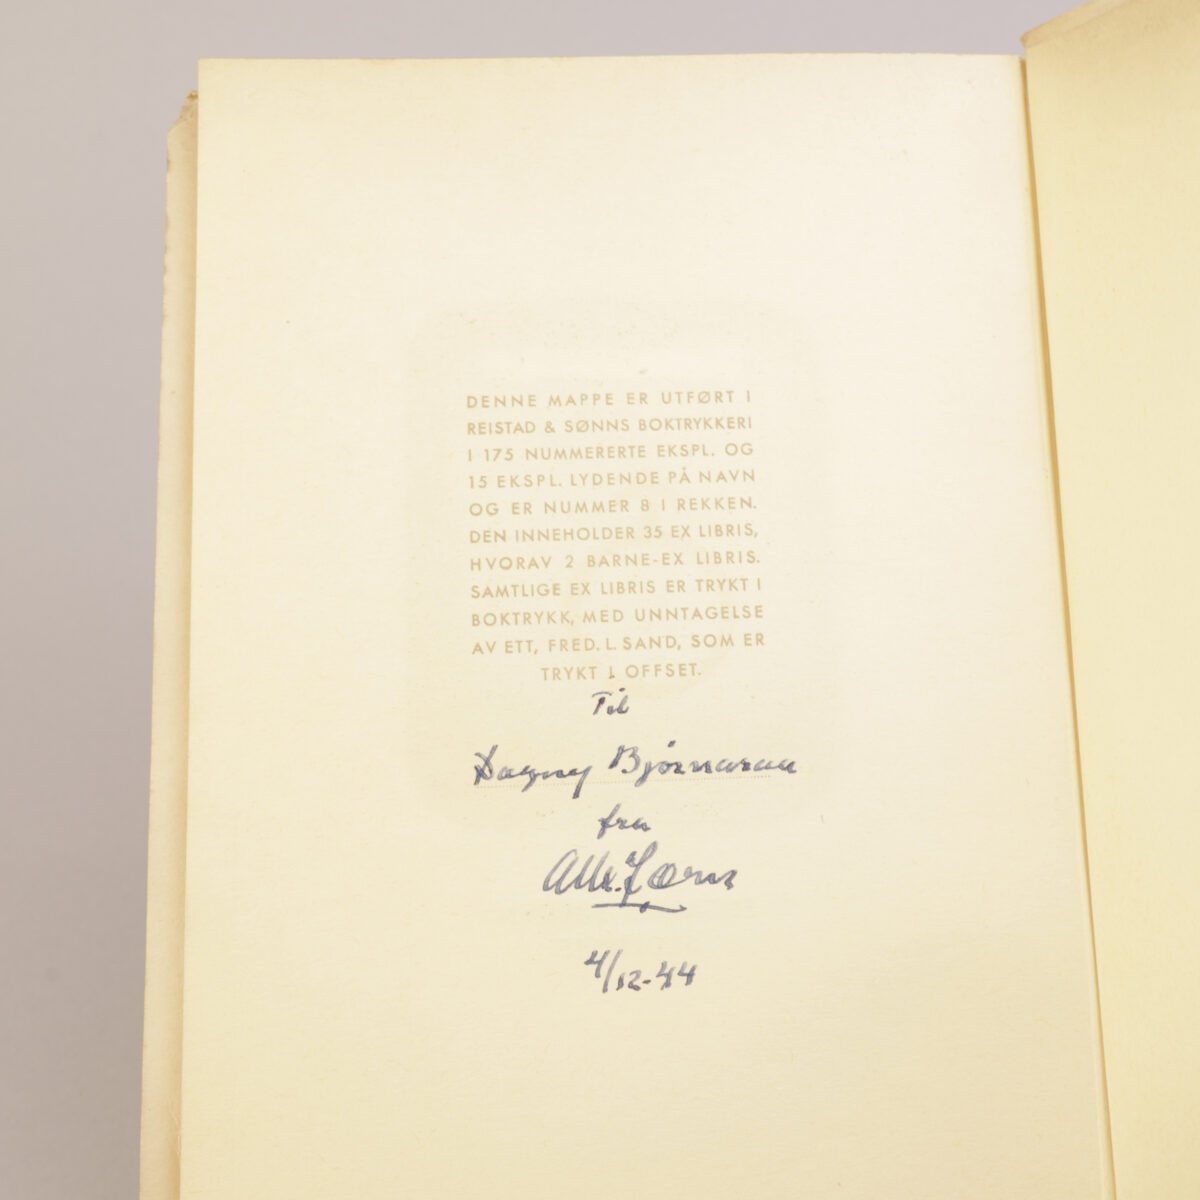 DENNE MAPPE ER UTFØRT I
REISTAD & SØNNS BOKTRYKKERI
I 175 NUMMERERTE EKSPL. OG
15 EKSPL. LYDENDE PÅ NAVN
OG ER NUMMER 8 I REKKEN.
DEN INNEHOLDER 35 EX LIBRIS,
HVORAV 2 BARNE-EX LIBRIS.
SAMTLIGE EX LIBRIS ER TRYKT I
BOKTRYKK, MED UNNTAGELSE
AV ETT, FRED. L. SAND, SOM ER
TRYKT I OFFSET.
Til
Dagny Bjørnaraa
fra
4/12-44